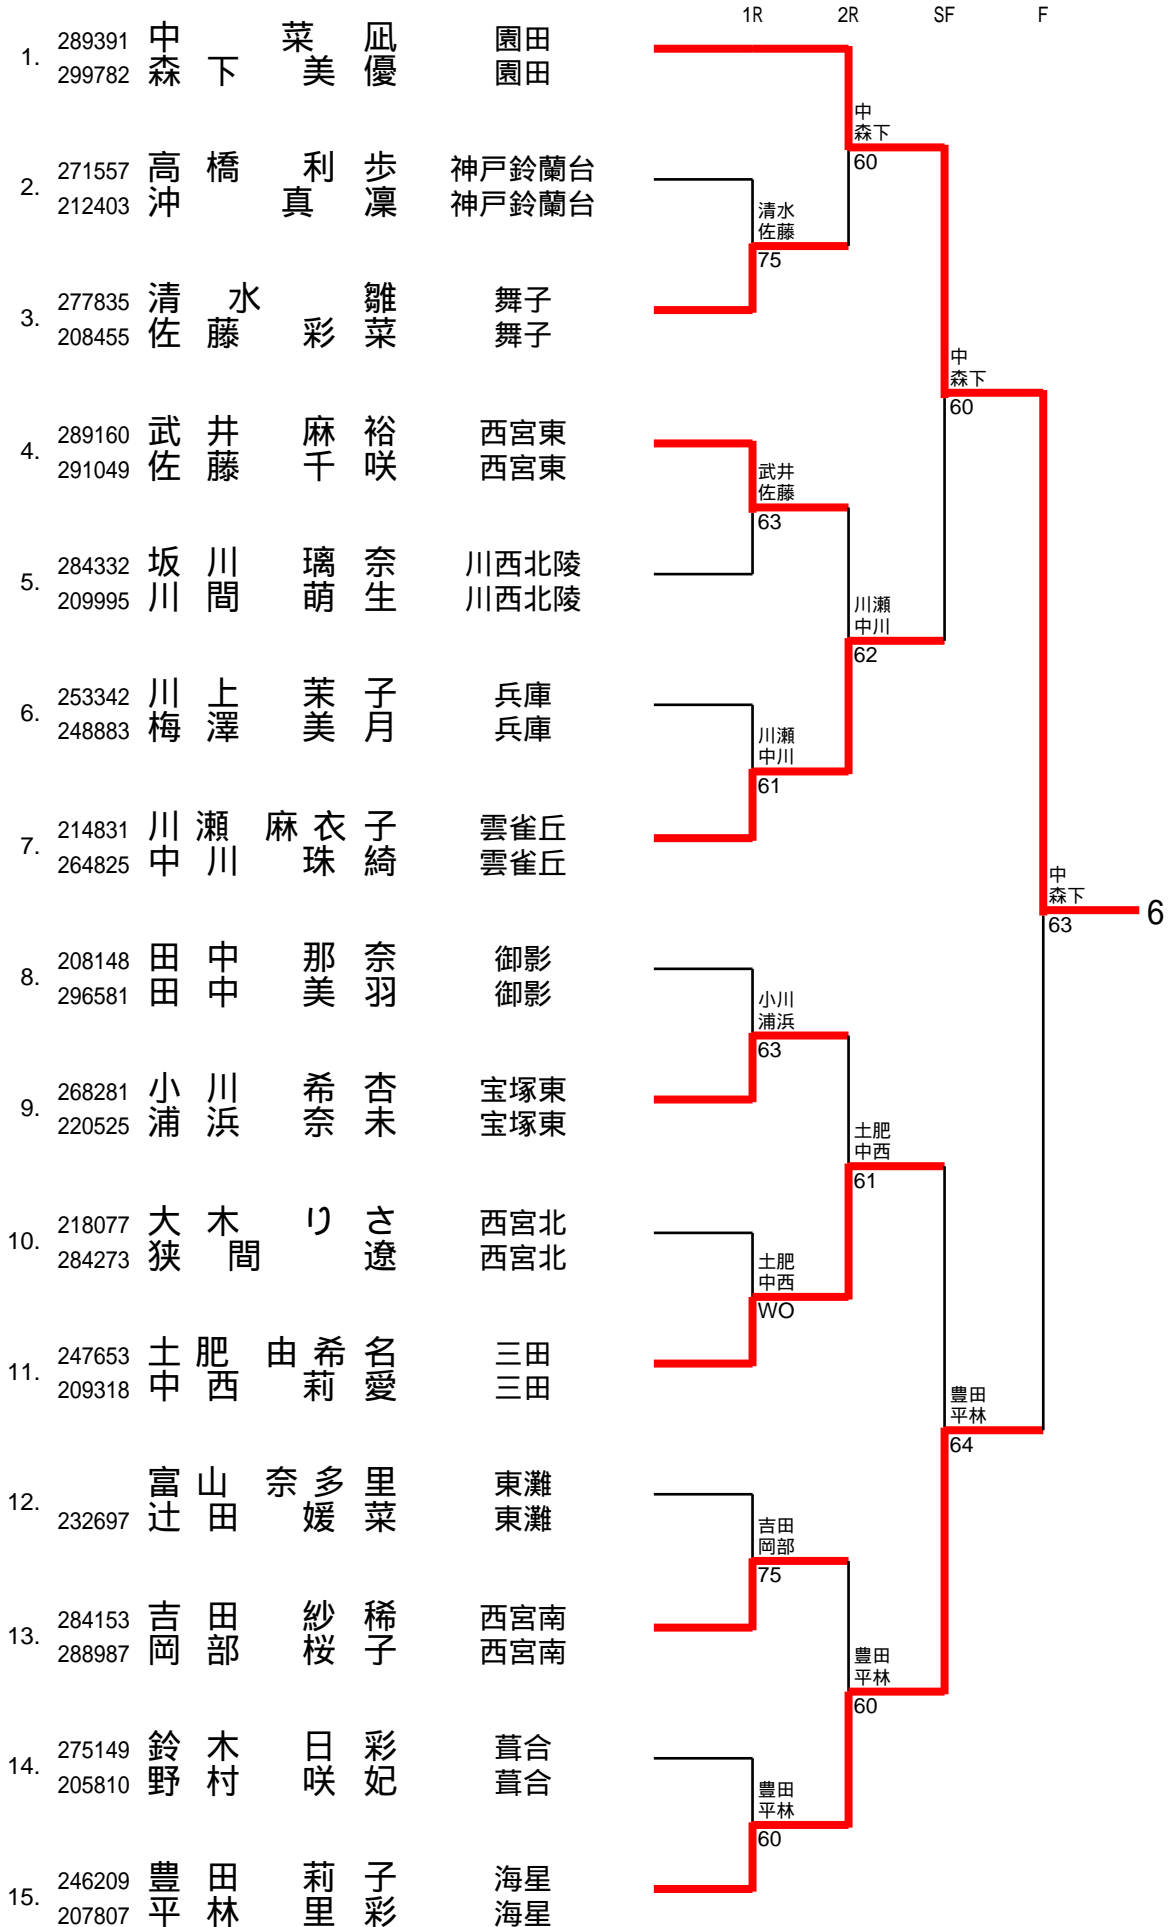 1R 2R SF F
1. 289391 中 菜凪 園田
299782 森下 美優 園田
中
森下
60
2. 271557 高橋 利歩 神戸鈴蘭台
212403 沖 真凜 神戸鈴蘭台
清水
佐藤
75
3. 277835 清水 雛 舞子
208455 佐藤 彩菜 舞子
中
森下
60
4. 289160 武井 麻裕 西宮東
291049 佐藤 千咲 西宮東
武井
佐藤
63
5. 284332 坂川 璃奈 川西北陵
209995 川間 萌生 川西北陵
川瀬
中川
62
6. 253342 川上 茉子 兵庫
248883 梅澤 美月 兵庫
川瀬
中川
61
7. 214831 川瀬 麻衣子 雲雀丘
264825 中川 珠綺 雲雀丘
中
森下
63
6
8. 208148 田中 那奈 御影
296581 田中 美羽 御影
小川
浦浜
63
9. 268281 小川 希杏 宝塚東
220525 浦浜 奈未 宝塚東
土肥
中西
61
10. 218077 大木 りさ 西宮北
284273 狭間 遼 西宮北
土肥
中西
WO
11. 247653 土肥 由希名 三田
209318 中西 莉愛 三田
豊田
平林
64
12. 富山 奈多里 東灘
232697 辻田 媛菜 東灘
吉田
岡部
75
13. 284153 吉田 紗稀 西宮南
288987 岡部 桜子 西宮南
豊田
平林
60
14. 275149 鈴木 日彩 葺合
205810 野村 咲妃 葺合
豊田
平林
60
15. 246209 豊田 莉子 海星
207807 平林 里彩 海星